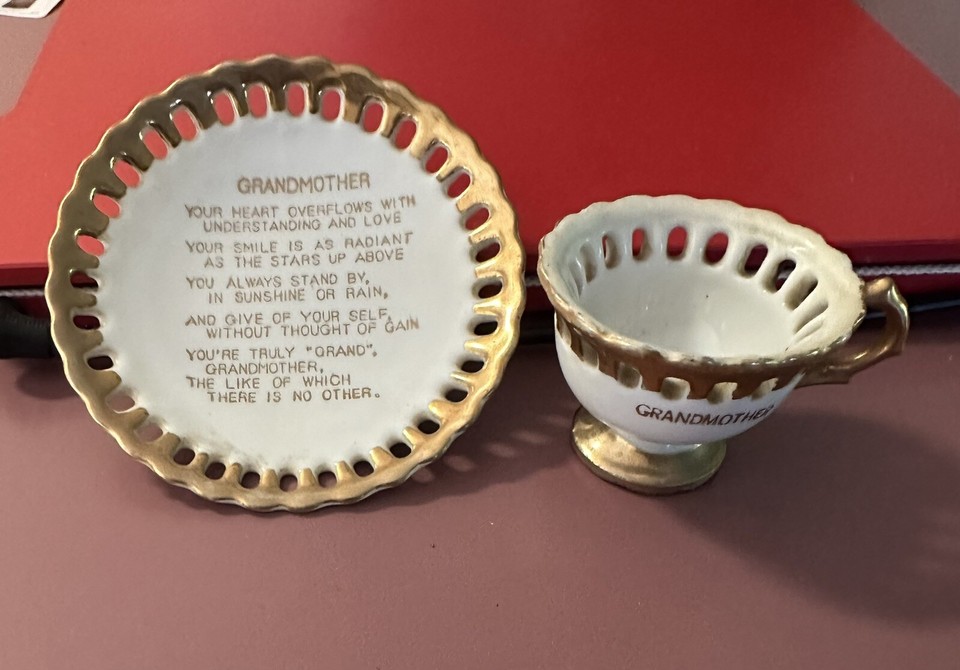 GRANDMOTHER
YOUR HEART OVERFLOWS WITH
UNDERSTANDING AND LOVE
YOUR SMILE IS AS RADIANT
AS THE STARS UP ABOVE
YOU ALWAYS STAND BY,
IN SUNSHINE OR RAIN,
AND GIVE OF YOUR SELF,
WITHOUT THOUGHT OF GAIN
YOU'RE TRULY "GRAND",
GRANDMOTHER,
THE LIKE OF WHICH
THERE IS NO OTHER.
GRANDMOTHER